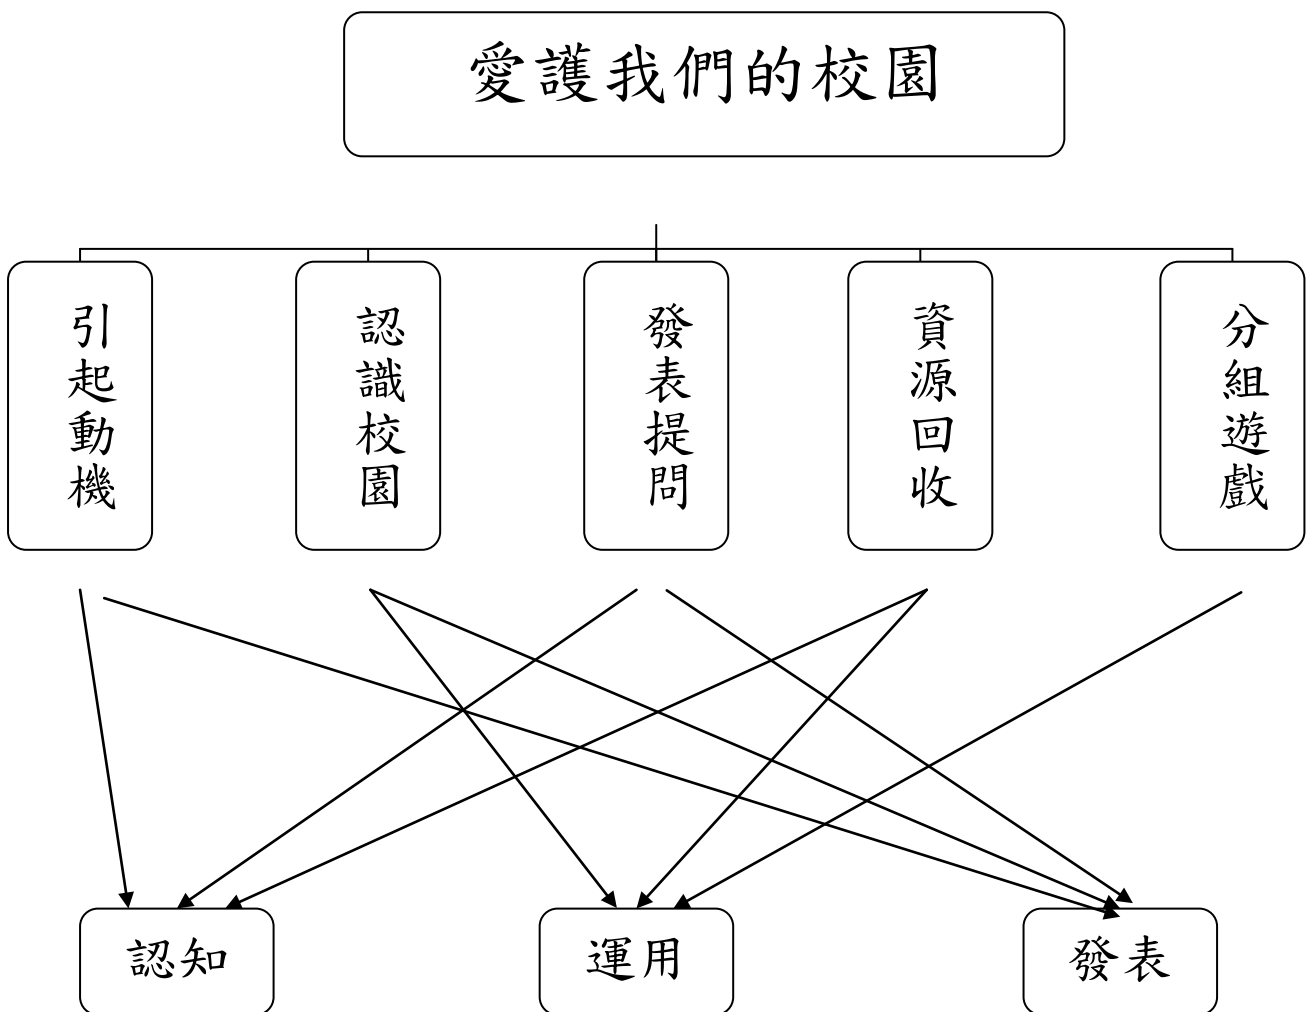 愛護我們的校園
引起動機
認識校園
發表提問
資源回收
分組遊戲
認知
運用
發表